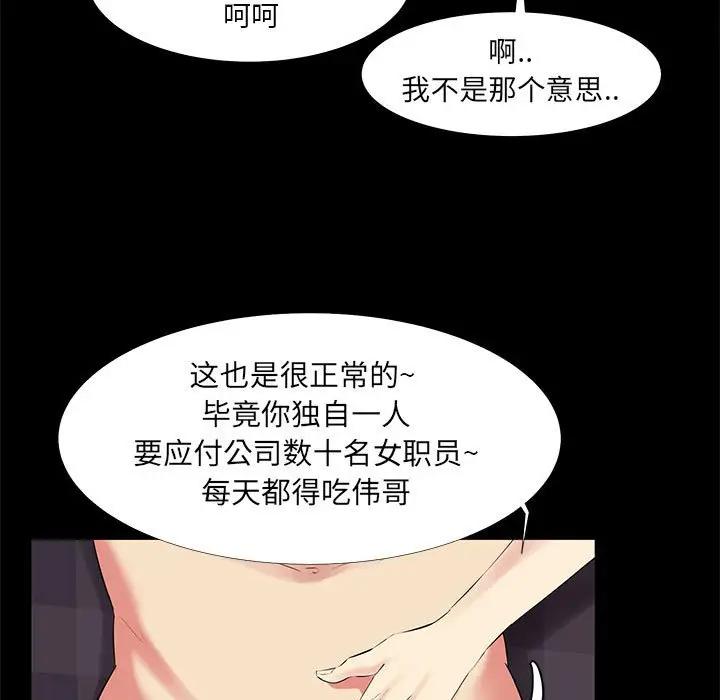 呵呵
啊..
我不是那个意思..
这也是很正常的~
毕竟你独自一人
要应付公司数十名女职员~
每天都得吃伟哥